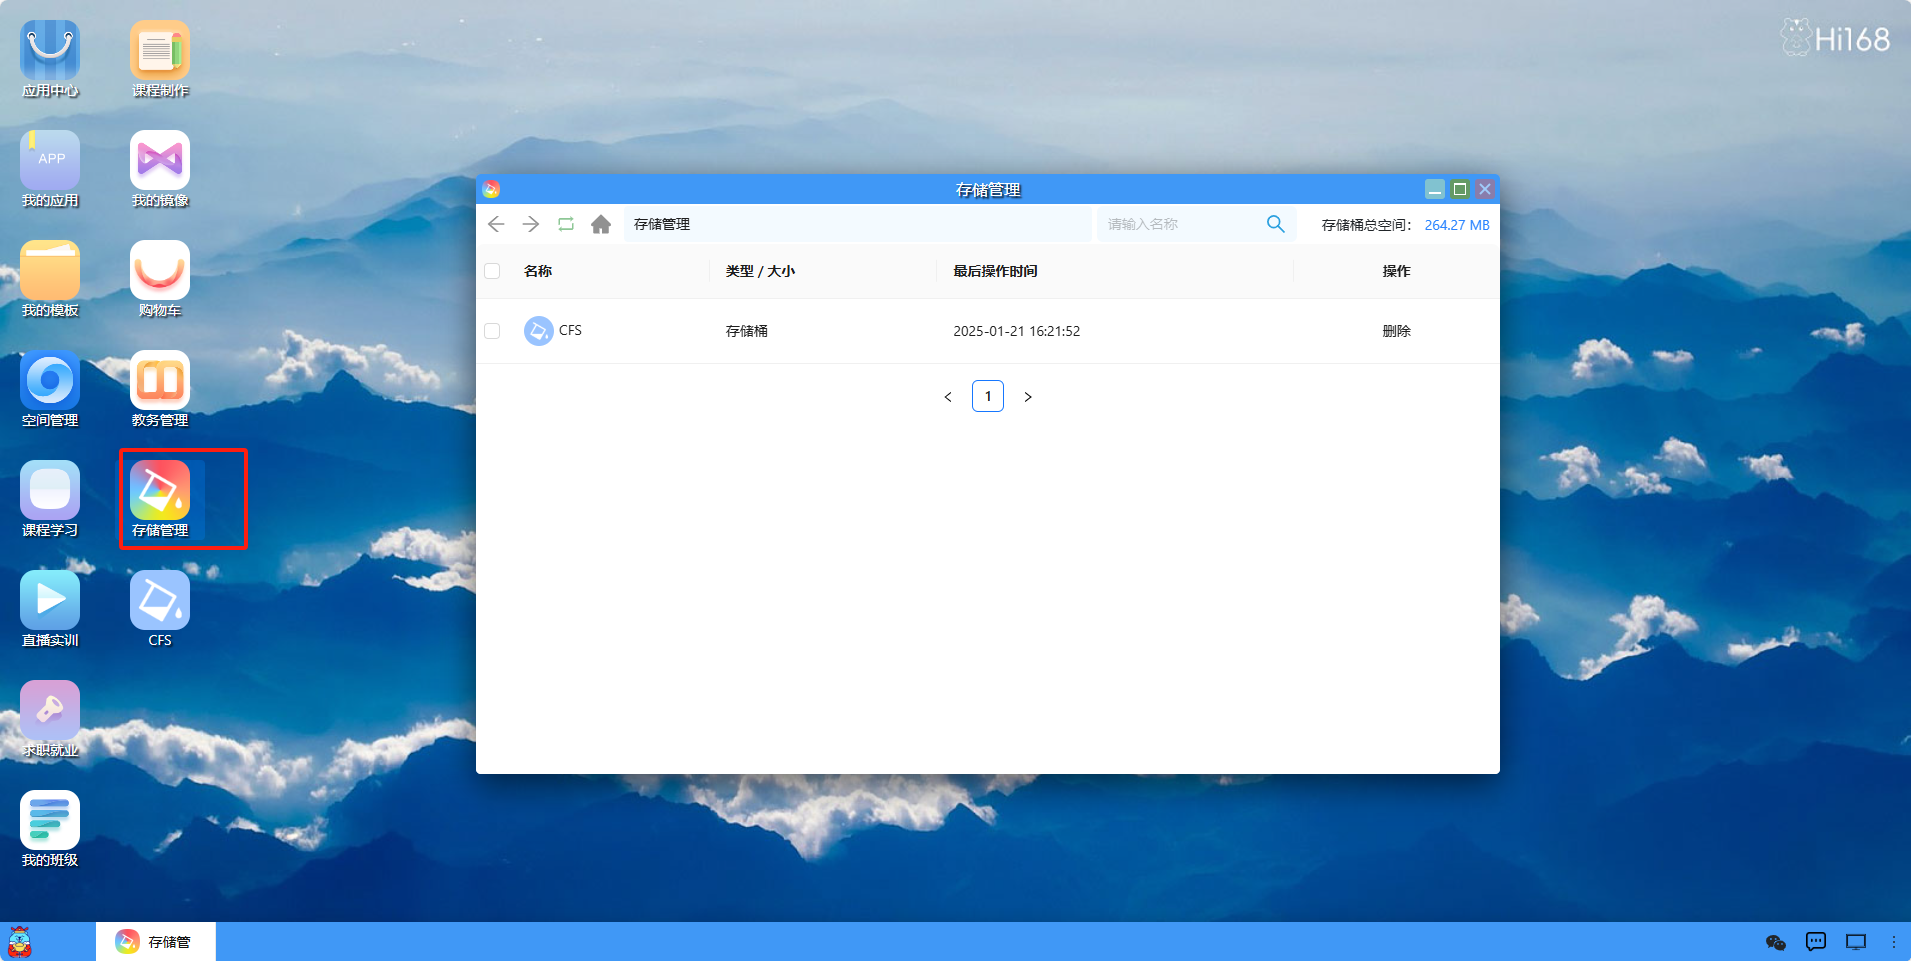 应用中心
课程制作
APP
我的应用
我的镜像
我的模板
购物车
空间管理
教务管理
课程学习
存储管理
直播实训
CFS
求职就业
我的班级
Hi168
存储管理
存储管理
请输入名称
存储桶总空间： 264.27 MB
名称 类型 / 大小 最后操作时间 操作
CFS 存储桶 2025-01-21 16:21:52 删除
< 1 >
存储管